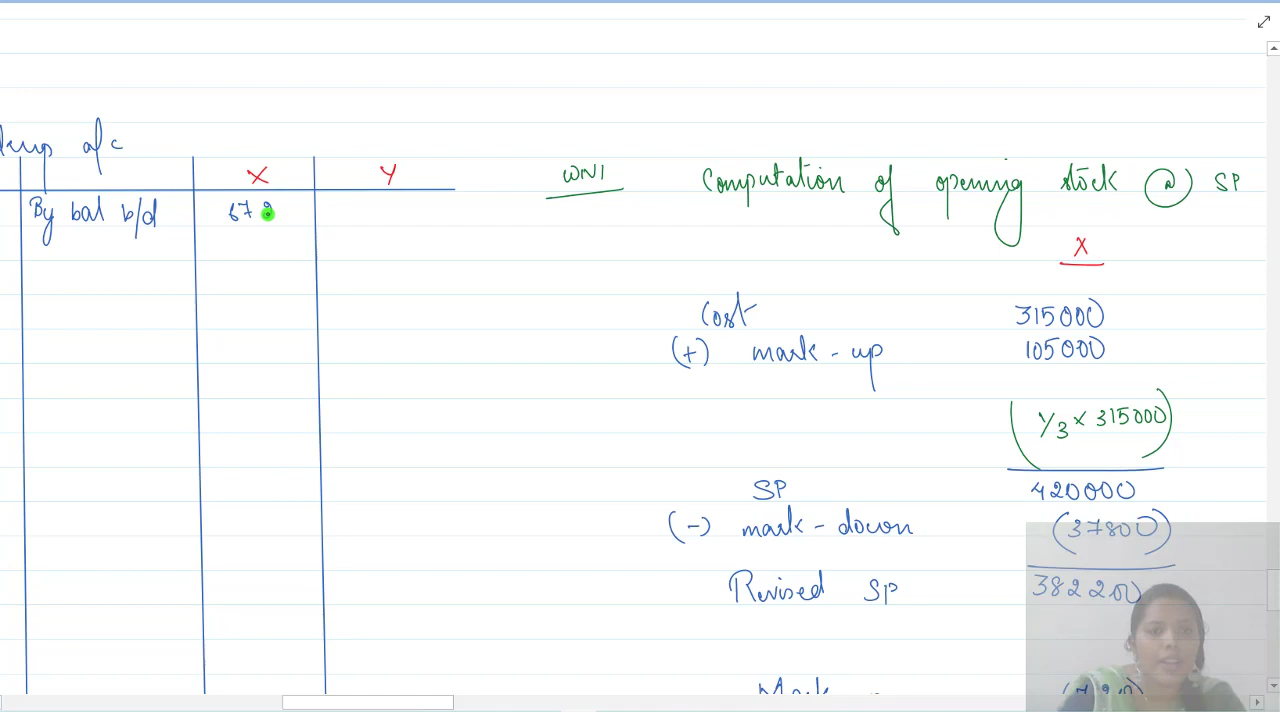 a/c
X Y
By bal b/d 67
WN1 Computation of opening stock @ SP
X
Cost 315000
(+) mark-up 105000
(1/3 x 315000)
SP 420000
(-) mark-down (37800)
Revised SP 382200